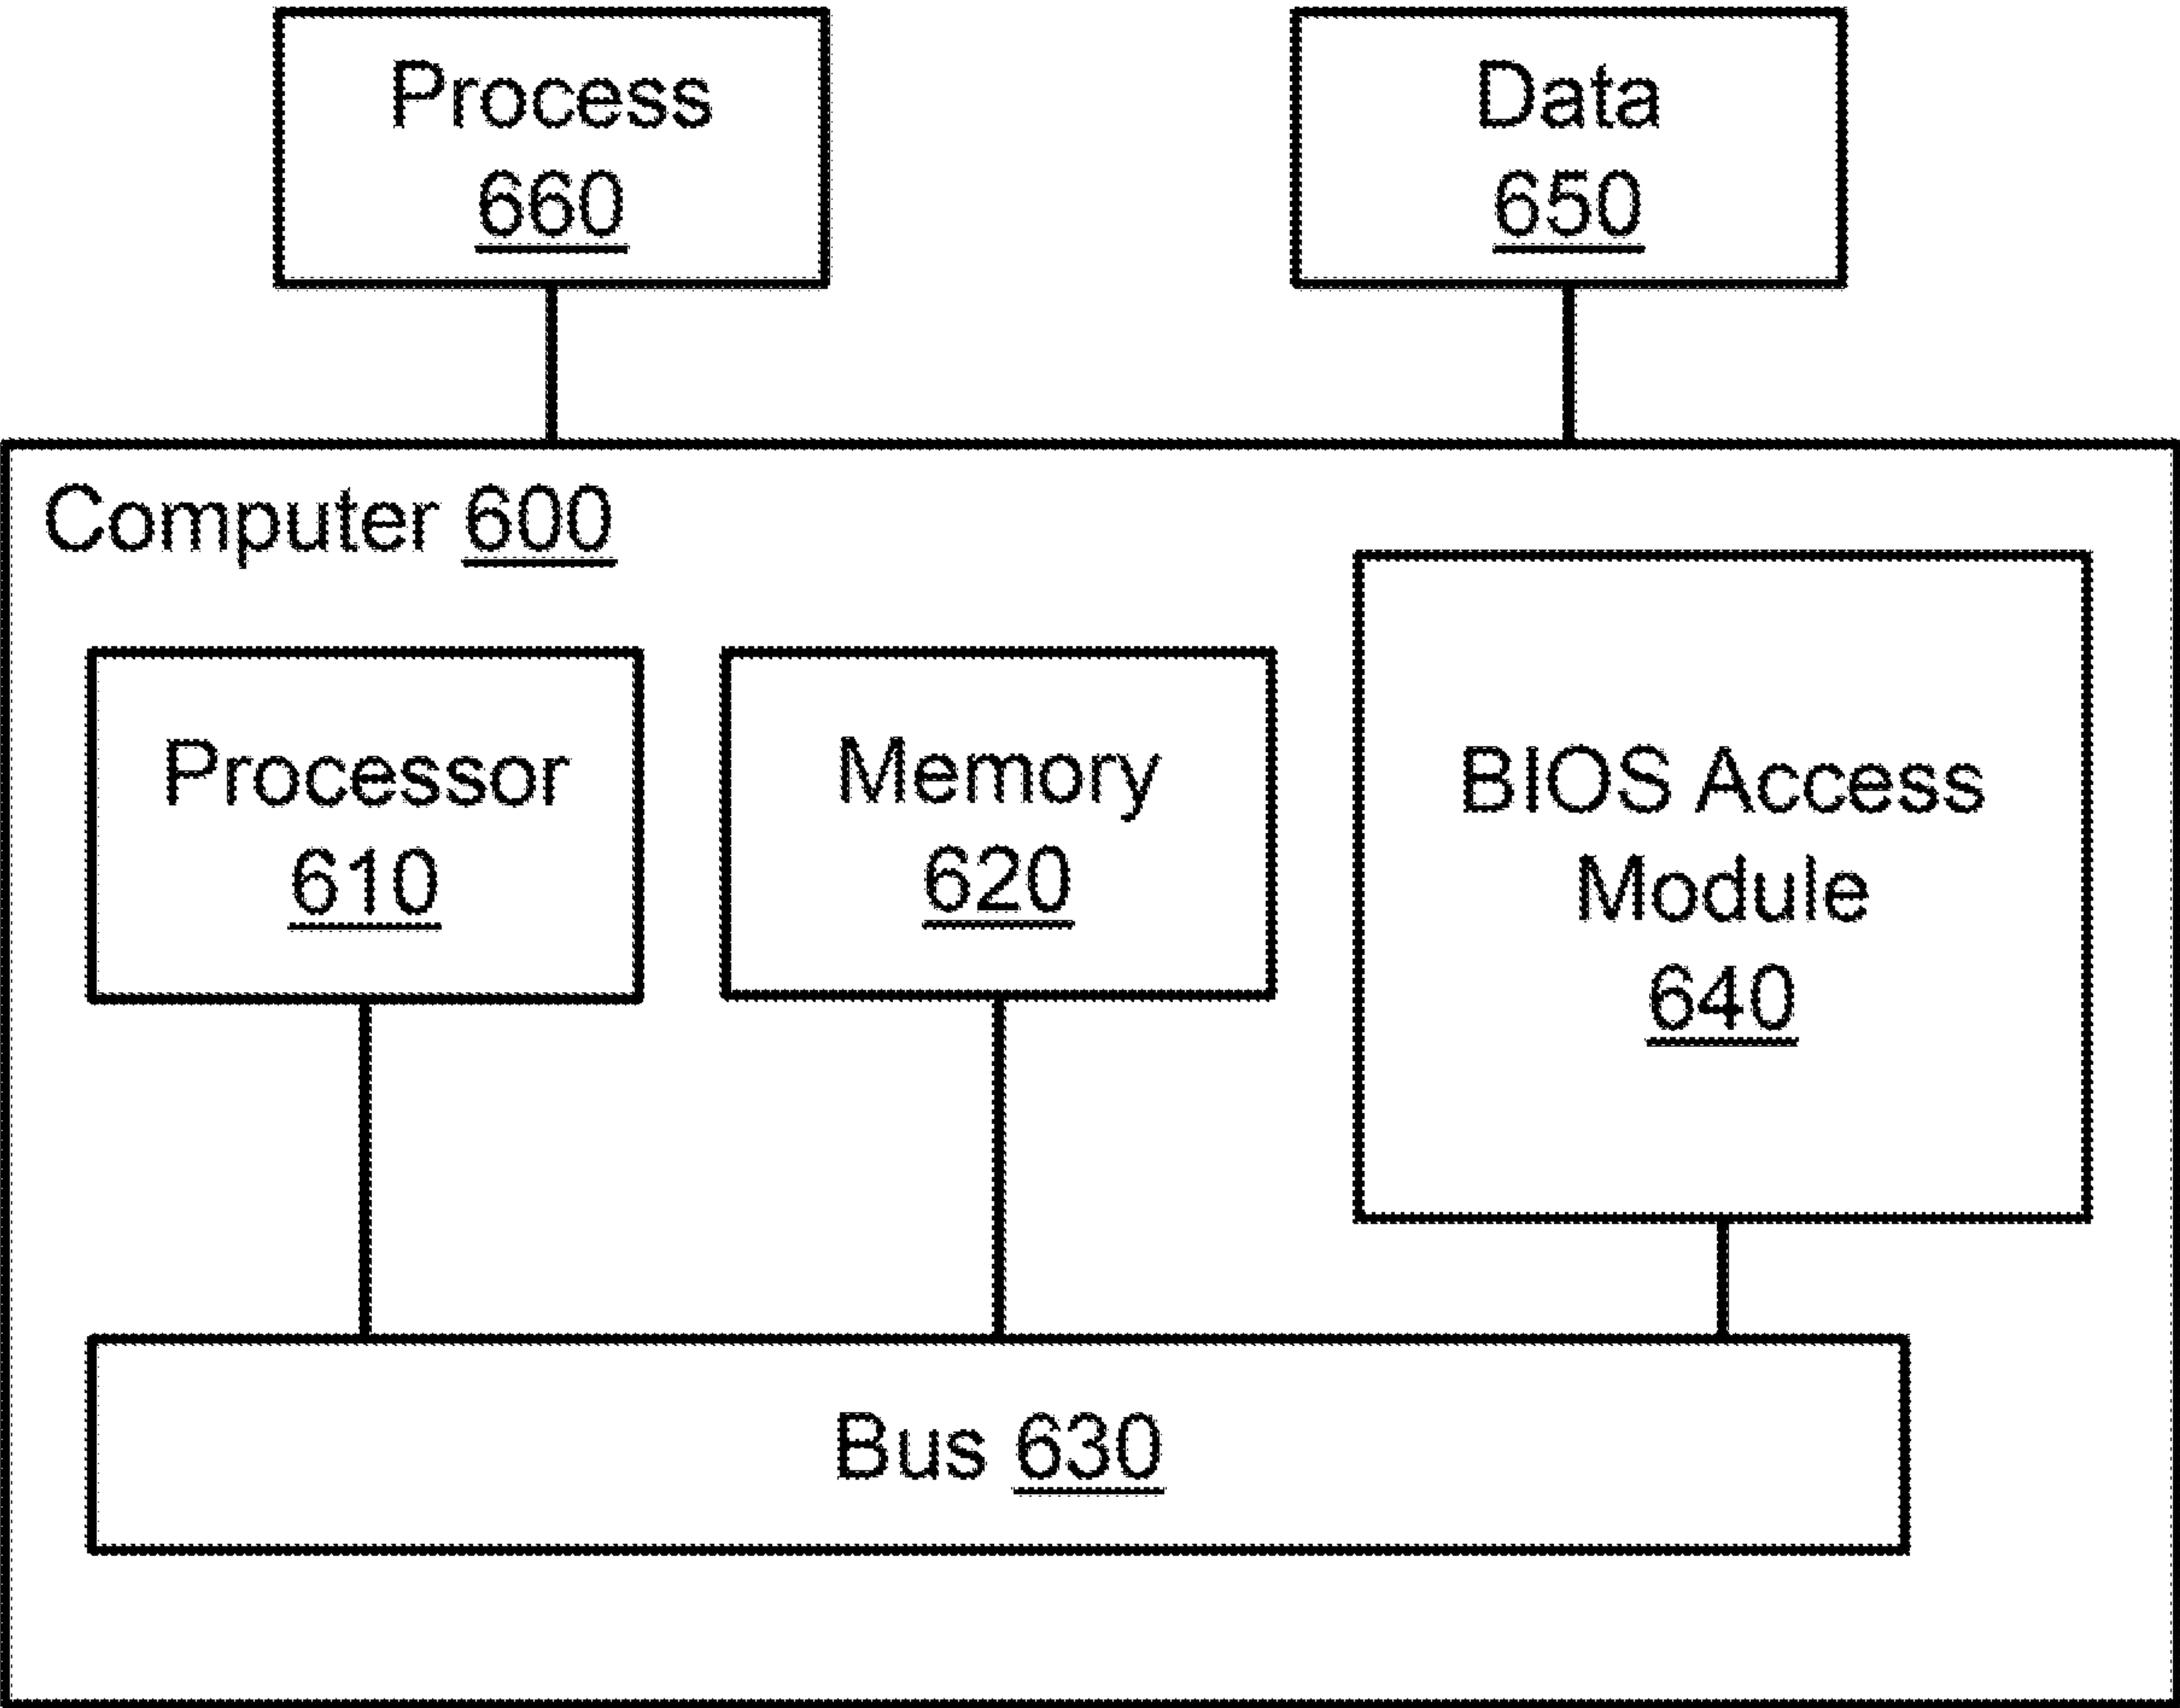 Process
660
Data
650
Computer 600
Processor
610
Memory
620
BIOS Access
Module
640
Bus 630